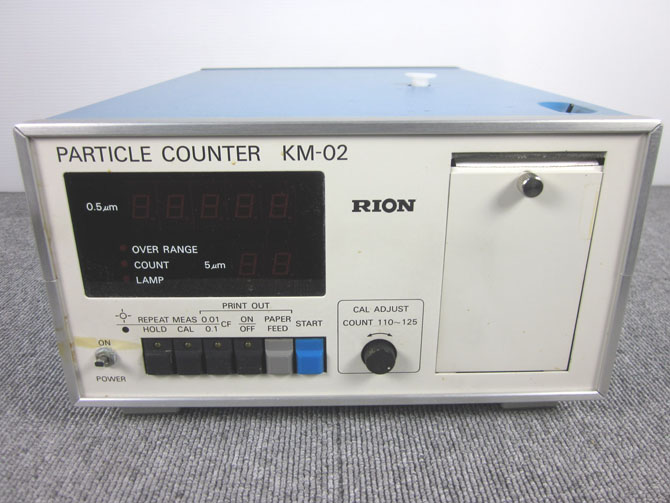 PARTICLE COUNTER KM-02
0.5µm
RION
OVER RANGE
COUNT 5µm
LAMP
PRINT OUT
REPEAT MEAS 0.01 CF ON PAPER START
HOLD CAL 0.1 OFF FEED
CAL ADJUST
COUNT 110~125
ON
POWER